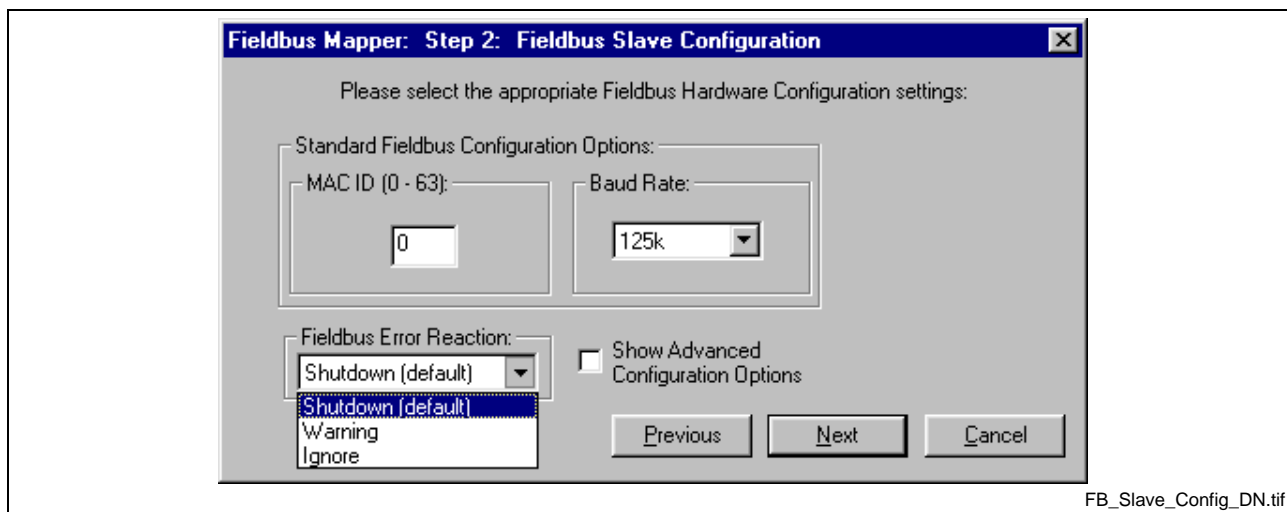 Fieldbus Mapper: Step 2: Fieldbus Slave Configuration
Please select the appropriate Fieldbus Hardware Configuration settings:
Standard Fieldbus Configuration Options:
MAC ID (0 - 63):
Baud Rate:
0
125k
Fieldbus Error Reaction:
Shutdown (default)
Show Advanced
Configuration Options
Shutdown (default)
Warning
Ignore
Previous
Next
Cancel
FB_Slave_Config_DN.tif